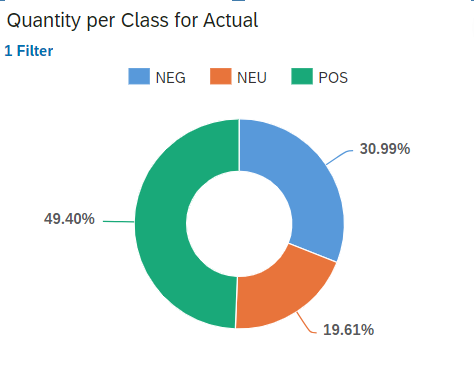 Quantity per Class for Actual
1 Filter
NEG NEU POS
30.99%
49.40%
19.61%